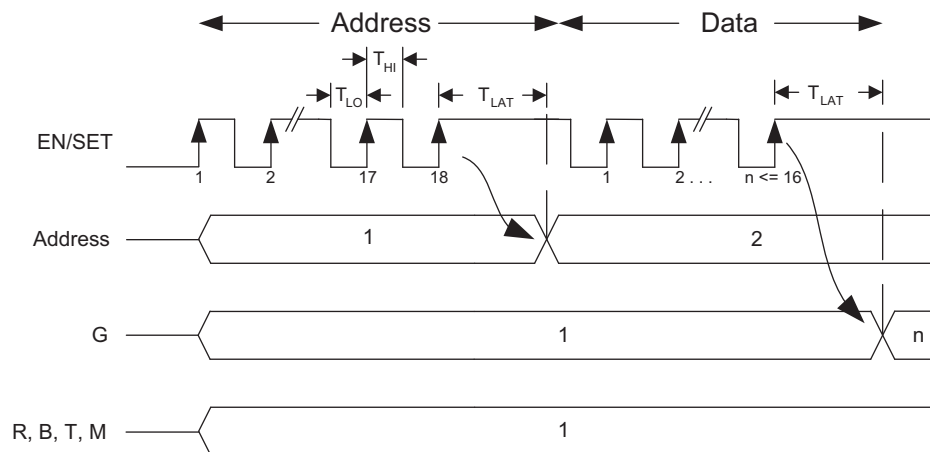 Address Data
T_HI
T_LO T_LAT T_LAT
EN/SET
1 2 17 18 1 2 . . . n <= 16
Address 1 2
G 1 n
R, B, T, M 1